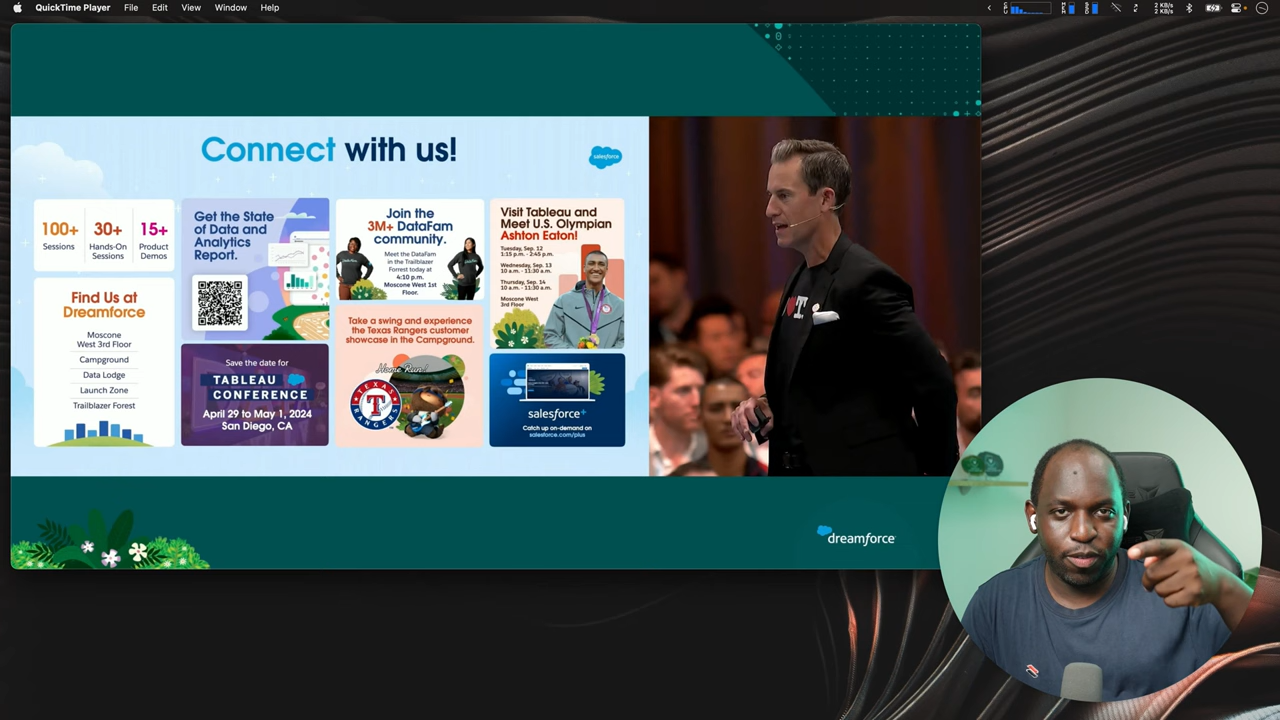 QuickTime Player File Edit View Window Help
2 KB/s
2 KB/s
Connect with us!
salesforce
100+ 30+ 15+
Sessions Hands-On Sessions Product Demos
Find Us at
Dreamforce
Moscone
West 3rd Floor
Campground
Data Lodge
Launch Zone
Trailblazer Forest
Get the State
of Data and
Analytics
Report.
Save the date for
TABLEAU
CONFERENCE
April 29 to May 1, 2024
San Diego, CA
Join the
3M+ DataFam
community.
Meet the DataFam
in the Trailblazer
Forrest today at
4:10 p.m.
Moscone West 1st
Floor.
Take a swing and experience
the Texas Rangers customer
showcase in the Campground.
Home Run!
TEXAS
T
RANGERS
Visit Tableau and
Meet U.S. Olympian
Ashton Eaton!
Tuesday, Sep. 12
1:15 p.m. - 2:45 p.m.
Wednesday, Sep. 13
10 a.m. - 11:30 a.m.
Thursday, Sep. 14
10 a.m. - 11:30 a.m.
Moscone West
3rd Floor
salesforce+
Catch up on-demand on
salesforce.com/plus
dreamforce